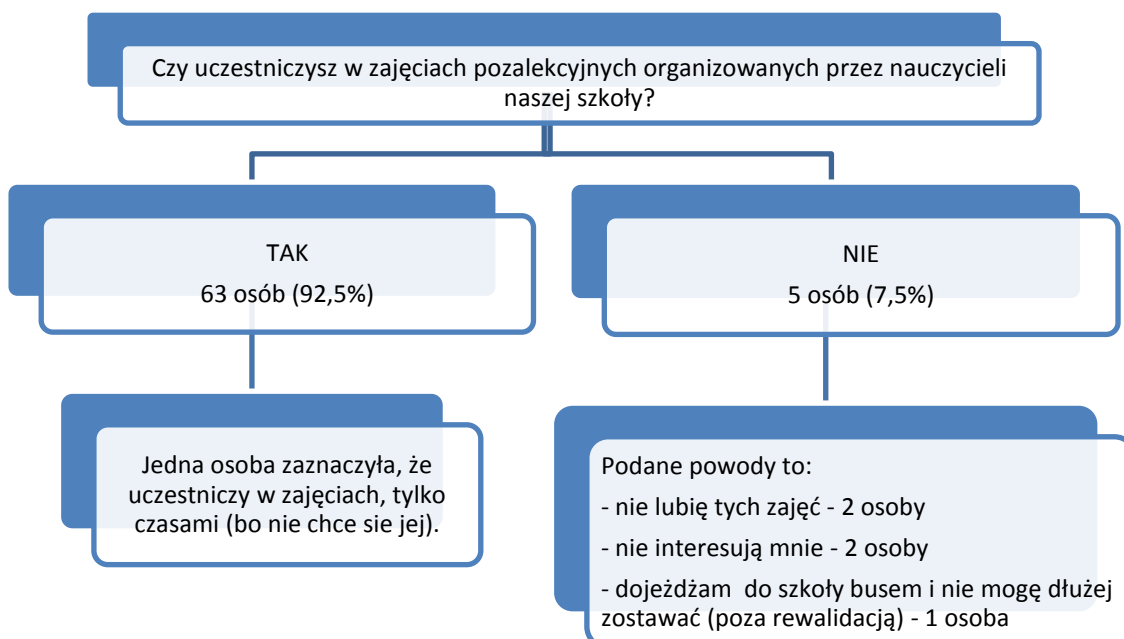 Czy uczestniczysz w zajęciach pozalekcyjnych organizowanych przez nauczycieli
naszej szkoły?
TAK
63 osób (92,5%)
NIE
5 osób (7,5%)
Jedna osoba zaznaczyła, że
uczestniczy w zajęciach, tylko
czasami (bo nie chce sie jej).
Podane powody to:
- nie lubię tych zajęć - 2 osoby
- nie interesują mnie - 2 osoby
- dojeżdżam  do szkoły busem i nie mogę dłużej
zostawać (poza rewalidacją) - 1 osoba